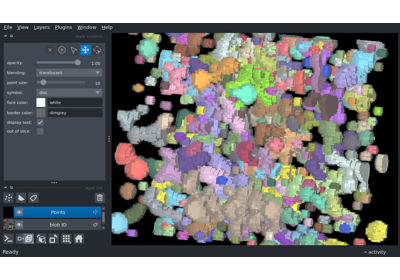 File View Layers Plugins Window Help
opacity: 1.00
blending: translucent
point size: 10
symbol: disc
face color: white
border color: dimgrey
display text:
out of slice:
Points
blob ID
Ready
activity